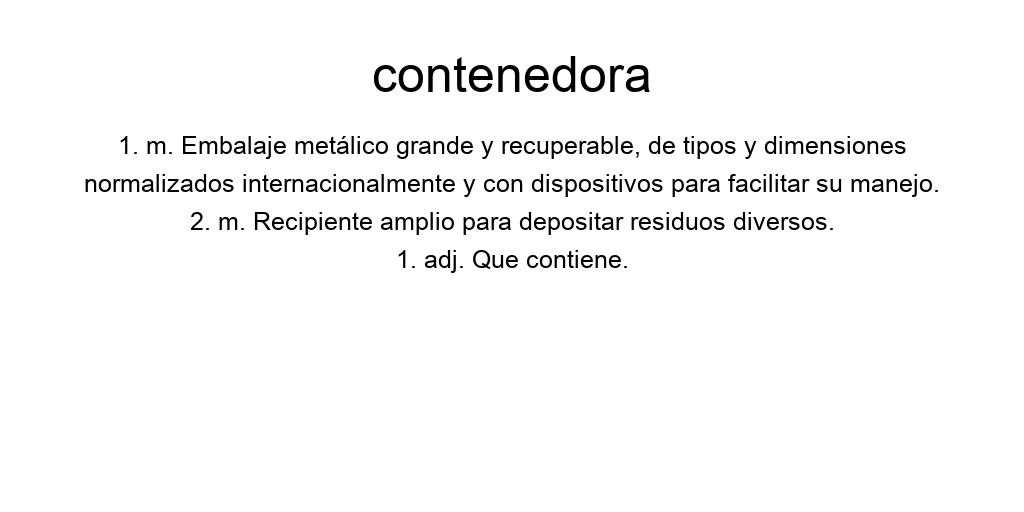 contenedora
1. m. Embalaje metálico grande y recuperable, de tipos y dimensiones
normalizados internacionalmente y con dispositivos para facilitar su manejo.
2. m. Recipiente amplio para depositar residuos diversos.
1. adj. Que contiene.